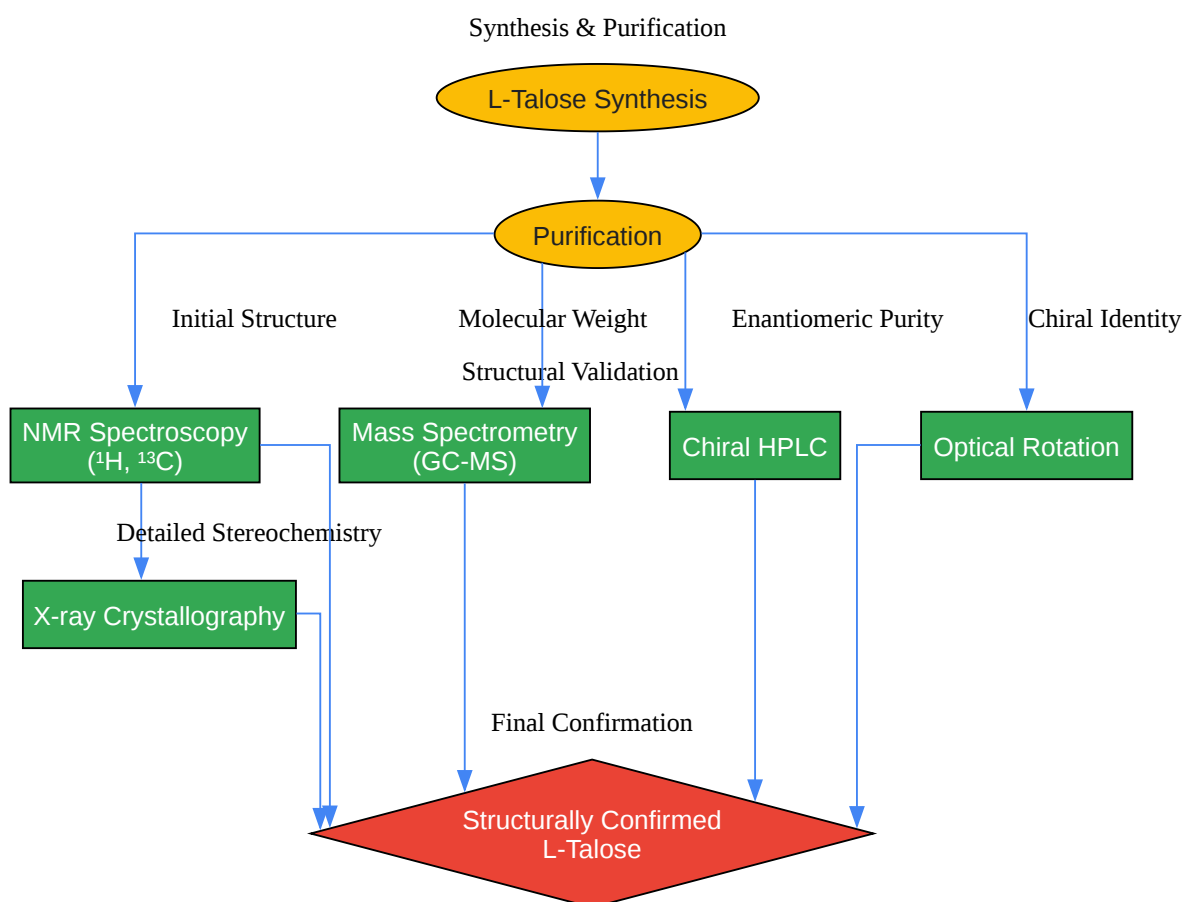 Synthesis & Purification
L-Talose Synthesis
Purification
Initial Structure
Molecular Weight
Enantiomeric Purity
Chiral Identity
Structural Validation
NMR Spectroscopy
(¹H, ¹³C)
Mass Spectrometry
(GC-MS)
Chiral HPLC
Optical Rotation
Detailed Stereochemistry
X-ray Crystallography
Final Confirmation
Structurally Confirmed
L-Talose